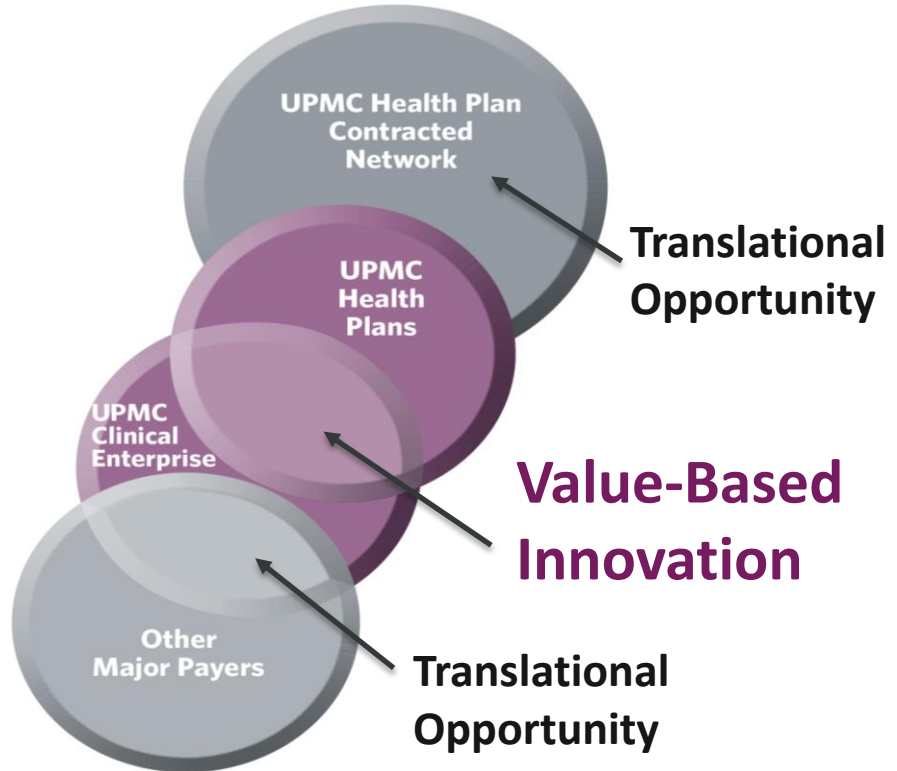 UPMC Health Plan
Contracted
Network
Translational
Opportunity
UPMC
Health
Plans
UPMC
Clinical
Enterprise
Value-Based
Innovation
Other
Major Payers
Translational
Opportunity